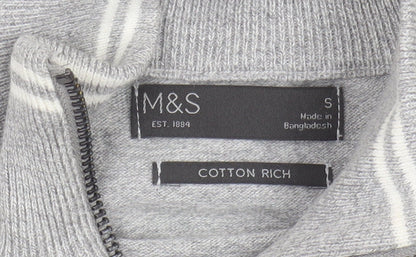 M&S
EST. 1884
S
Made in
Bangladesh
COTTON RICH